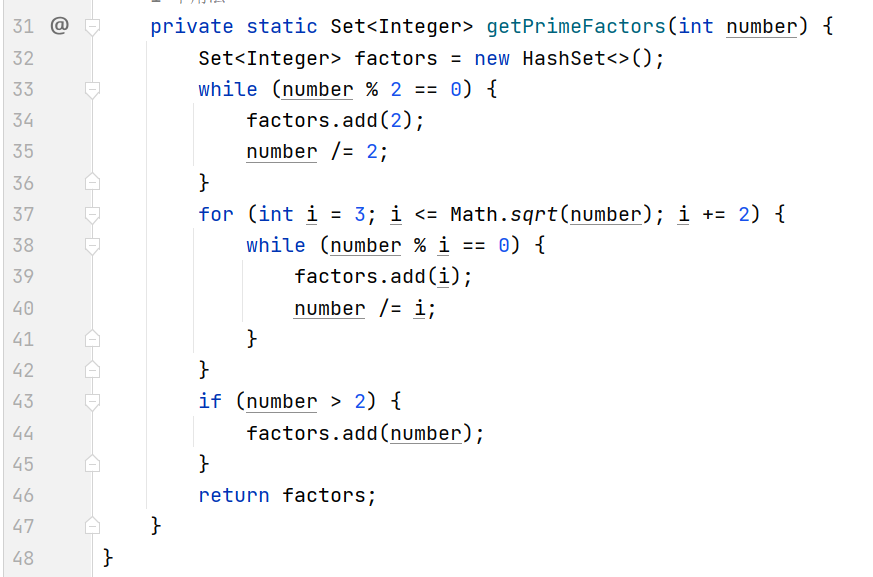 31 @ private static Set<Integer> getPrimeFactors(int number) {
32 Set<Integer> factors = new HashSet<>();
33 while (number % 2 == 0) {
34 factors.add(2);
35 number /= 2;
36 }
37 for (int i = 3; i <= Math.sqrt(number); i += 2) {
38 while (number % i == 0) {
39 factors.add(i);
40 number /= i;
41 }
42 }
43 if (number > 2) {
44 factors.add(number);
45 }
46 return factors;
47 }
48 }